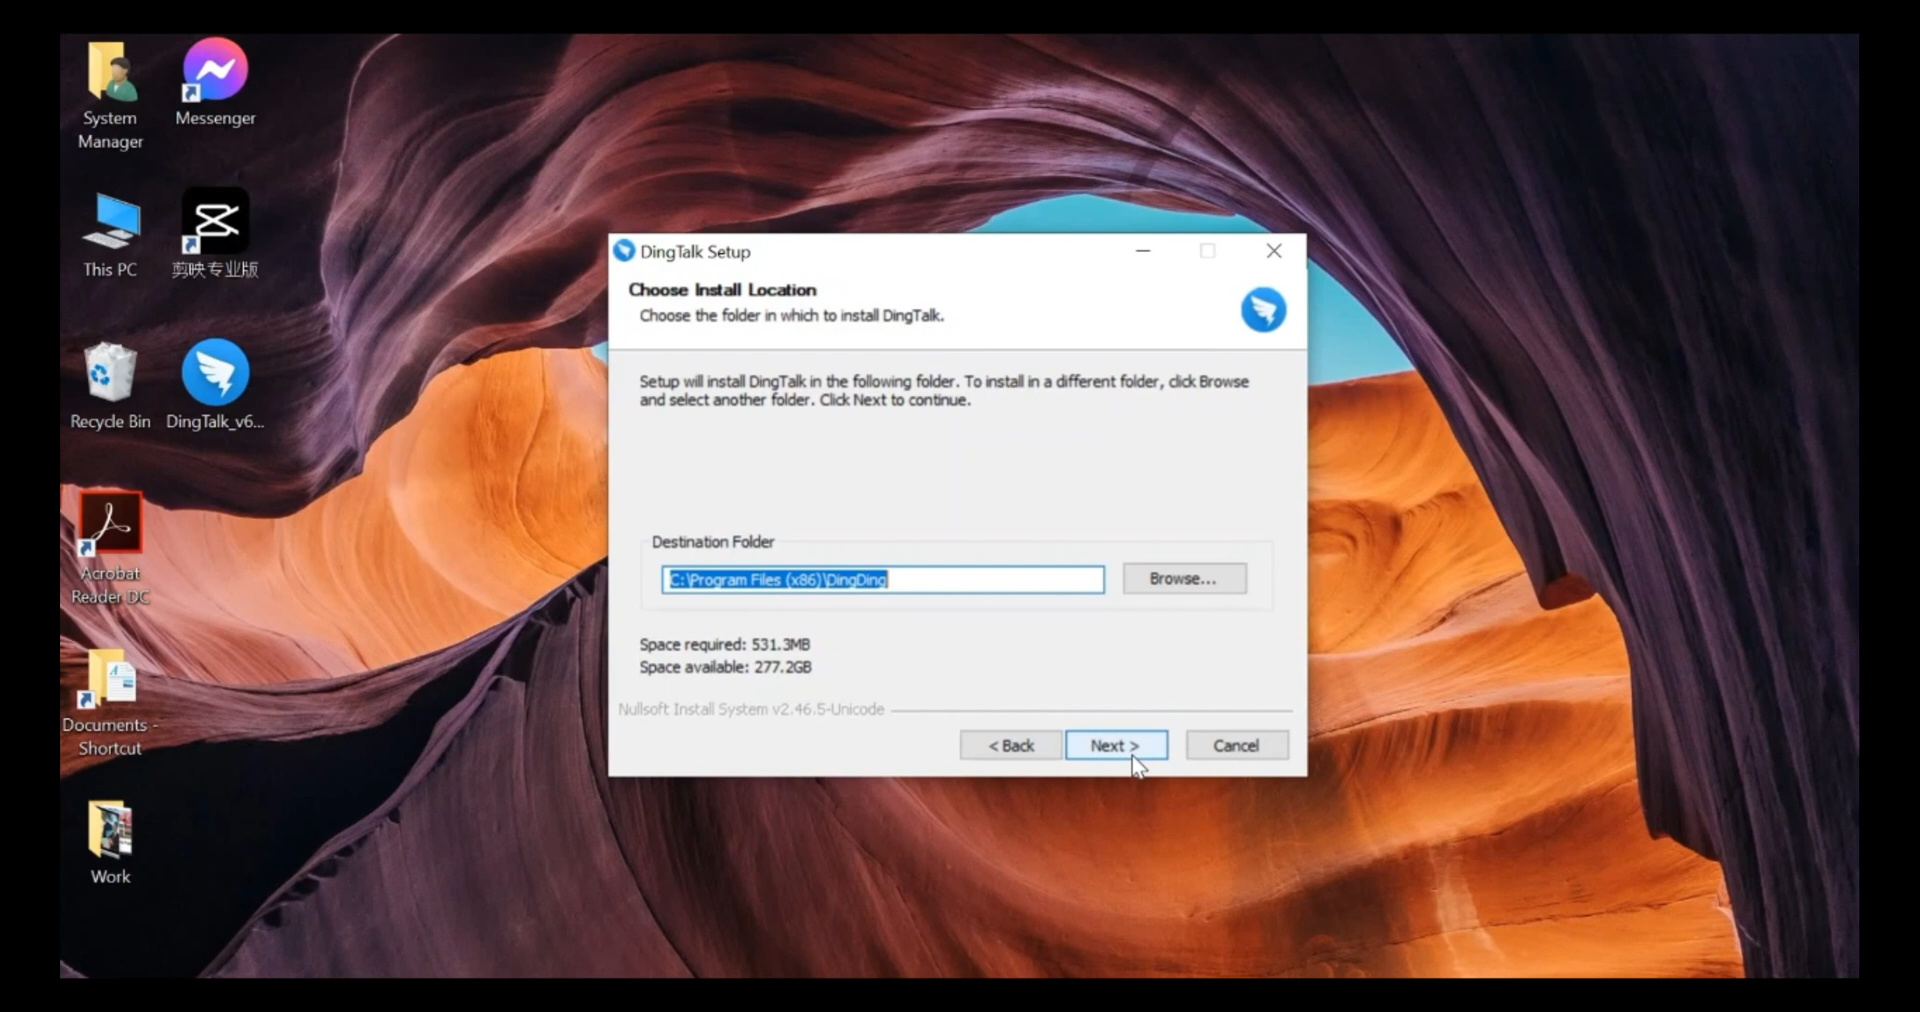 System
Manager
Messenger
This PC
剪映专业版
Recycle Bin
DingTalk_v6...
Acrobat
Reader DC
Documents -
Shortcut
Work
DingTalk Setup
Choose Install Location
Choose the folder in which to install DingTalk.
Setup will install DingTalk in the following folder. To install in a different folder, click Browse
and select another folder. Click Next to continue.
Destination Folder
C:\Program Files (x86)\DingDing
Browse...
Space required: 531.3MB
Space available: 277.2GB
Nullsoft Install System v2.46.5-Unicode
< Back
Next >
Cancel